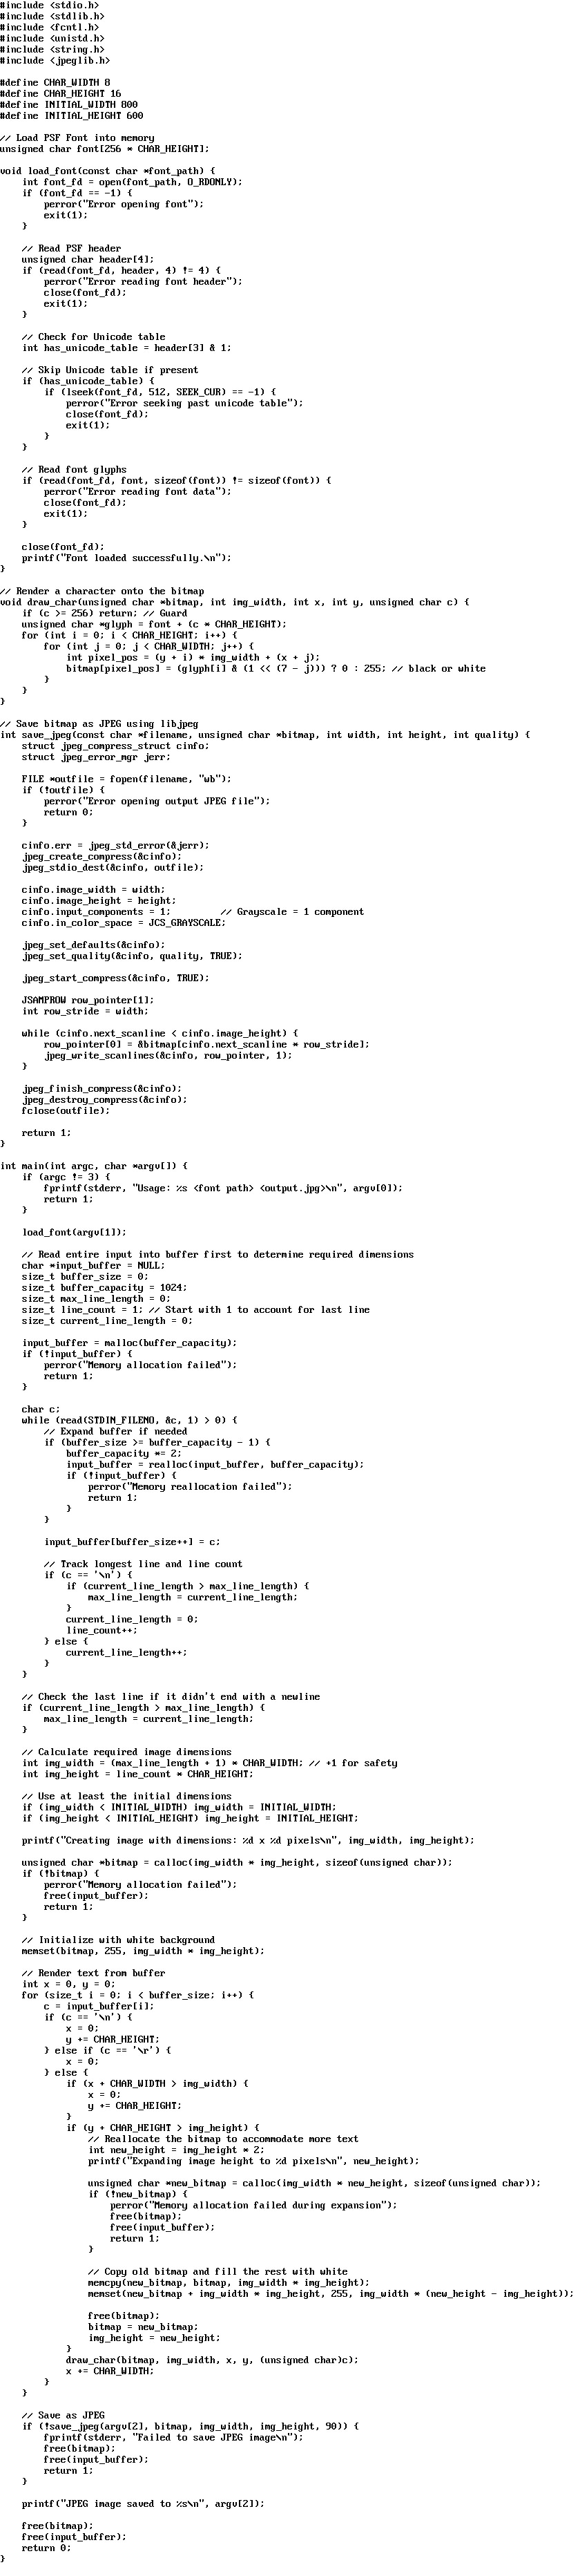 #include <stdio.h>
#include <stdlib.h>
#include <fcntl.h>
#include <unistd.h>
#include <string.h>
#include <jpeglib.h>

#define CHAR_WIDTH 8
#define CHAR_HEIGHT 16
#define INITIAL_WIDTH 800
#define INITIAL_HEIGHT 600

// Load PSF Font into memory
unsigned char font[256 * CHAR_HEIGHT];

void load_font(const char *font_path) {
    int font_fd = open(font_path, O_RDONLY);
    if (font_fd == -1) {
        perror("Error opening font");
        exit(1);
    }

    // Read PSF header
    unsigned char header[4];
    if (read(font_fd, header, 4) != 4) {
        perror("Error reading font header");
        close(font_fd);
        exit(1);
    }

    // Check for Unicode table
    int has_unicode_table = header[3] & 1;

    // Skip Unicode table if present
    if (has_unicode_table) {
        if (lseek(font_fd, 512, SEEK_CUR) == -1) {
            perror("Error seeking past unicode table");
            close(font_fd);
            exit(1);
        }
    }

    // Read font glyphs
    if (read(font_fd, font, sizeof(font)) != sizeof(font)) {
        perror("Error reading font data");
        close(font_fd);
        exit(1);
    }

    close(font_fd);
    printf("Font loaded successfully.\n");
}

// Render a character onto the bitmap
void draw_char(unsigned char *bitmap, int img_width, int x, int y, unsigned char c) {
    if (c >= 256) return; // Guard
    unsigned char *glyph = font + (c * CHAR_HEIGHT);
    for (int i = 0; i < CHAR_HEIGHT; i++) {
        for (int j = 0; j < CHAR_WIDTH; j++) {
            int pixel_pos = (y + i) * img_width + (x + j);
            bitmap[pixel_pos] = (glyph[i] & (1 << (7 - j))) ? 0 : 255; // black or white
        }
    }
}

// Save bitmap as JPEG using libjpeg
int save_jpeg(const char *filename, unsigned char *bitmap, int width, int height, int quality) {
    struct jpeg_compress_struct cinfo;
    struct jpeg_error_mgr jerr;

    FILE *outfile = fopen(filename, "wb");
    if (!outfile) {
        perror("Error opening output JPEG file");
        return 0;
    }

    cinfo.err = jpeg_std_error(&jerr);
    jpeg_create_compress(&cinfo);
    jpeg_stdio_dest(&cinfo, outfile);

    cinfo.image_width = width;
    cinfo.image_height = height;
    cinfo.input_components = 1;         // Grayscale = 1 component
    cinfo.in_color_space = JCS_GRAYSCALE;

    jpeg_set_defaults(&cinfo);
    jpeg_set_quality(&cinfo, quality, TRUE);

    jpeg_start_compress(&cinfo, TRUE);

    JSAMPROW row_pointer[1];
    int row_stride = width;

    while (cinfo.next_scanline < cinfo.image_height) {
        row_pointer[0] = &bitmap[cinfo.next_scanline * row_stride];
        jpeg_write_scanlines(&cinfo, row_pointer, 1);
    }

    jpeg_finish_compress(&cinfo);
    jpeg_destroy_compress(&cinfo);
    fclose(outfile);

    return 1;
}

int main(int argc, char *argv[]) {
    if (argc != 3) {
        fprintf(stderr, "Usage: %s <font path> <output.jpg>\n", argv[0]);
        return 1;
    }

    load_font(argv[1]);

    // Read entire input into buffer first to determine required dimensions
    char *input_buffer = NULL;
    size_t buffer_size = 0;
    size_t buffer_capacity = 1024;
    size_t max_line_length = 0;
    size_t line_count = 1; // Start with 1 to account for last line
    size_t current_line_length = 0;

    input_buffer = malloc(buffer_capacity);
    if (!input_buffer) {
        perror("Memory allocation failed");
        return 1;
    }

    char c;
    while (read(STDIN_FILENO, &c, 1) > 0) {
        // Expand buffer if needed
        if (buffer_size >= buffer_capacity - 1) {
            buffer_capacity *= 2;
            input_buffer = realloc(input_buffer, buffer_capacity);
            if (!input_buffer) {
                perror("Memory reallocation failed");
                return 1;
            }
        }

        input_buffer[buffer_size++] = c;

        // Track longest line and line count
        if (c == '\n') {
            if (current_line_length > max_line_length) {
                max_line_length = current_line_length;
            }
            current_line_length = 0;
            line_count++;
        } else {
            current_line_length++;
        }
    }

    // Check the last line if it didn't end with a newline
    if (current_line_length > max_line_length) {
        max_line_length = current_line_length;
    }

    // Calculate required image dimensions
    int img_width = (max_line_length + 1) * CHAR_WIDTH; // +1 for safety
    int img_height = line_count * CHAR_HEIGHT;

    // Use at least the initial dimensions
    if (img_width < INITIAL_WIDTH) img_width = INITIAL_WIDTH;
    if (img_height < INITIAL_HEIGHT) img_height = INITIAL_HEIGHT;

    printf("Creating image with dimensions: %d x %d pixels\n", img_width, img_height);

    unsigned char *bitmap = calloc(img_width * img_height, sizeof(unsigned char));
    if (!bitmap) {
        perror("Memory allocation failed");
        free(input_buffer);
        return 1;
    }

    // Initialize with white background
    memset(bitmap, 255, img_width * img_height);

    // Render text from buffer
    int x = 0, y = 0;
    for (size_t i = 0; i < buffer_size; i++) {
        c = input_buffer[i];
        if (c == '\n') {
            x = 0;
            y += CHAR_HEIGHT;
        } else if (c == '\r') {
            x = 0;
        } else {
            if (x + CHAR_WIDTH > img_width) {
                x = 0;
                y += CHAR_HEIGHT;
            }
            if (y + CHAR_HEIGHT > img_height) {
                // Reallocate the bitmap to accommodate more text
                int new_height = img_height * 2;
                printf("Expanding image height to %d pixels\n", new_height);

                unsigned char *new_bitmap = calloc(img_width * new_height, sizeof(unsigned char));
                if (!new_bitmap) {
                    perror("Memory allocation failed during expansion");
                    free(bitmap);
                    free(input_buffer);
                    return 1;
                }

                // Copy old bitmap and fill the rest with white
                memcpy(new_bitmap, bitmap, img_width * img_height);
                memset(new_bitmap + img_width * img_height, 255, img_width * (new_height - img_height));

                free(bitmap);
                bitmap = new_bitmap;
                img_height = new_height;
            }
            draw_char(bitmap, img_width, x, y, (unsigned char)c);
            x += CHAR_WIDTH;
        }
    }

    // Save as JPEG
    if (!save_jpeg(argv[2], bitmap, img_width, img_height, 90)) {
        fprintf(stderr, "Failed to save JPEG image\n");
        free(bitmap);
        free(input_buffer);
        return 1;
    }

    printf("JPEG image saved to %s\n", argv[2]);

    free(bitmap);
    free(input_buffer);
    return 0;
}